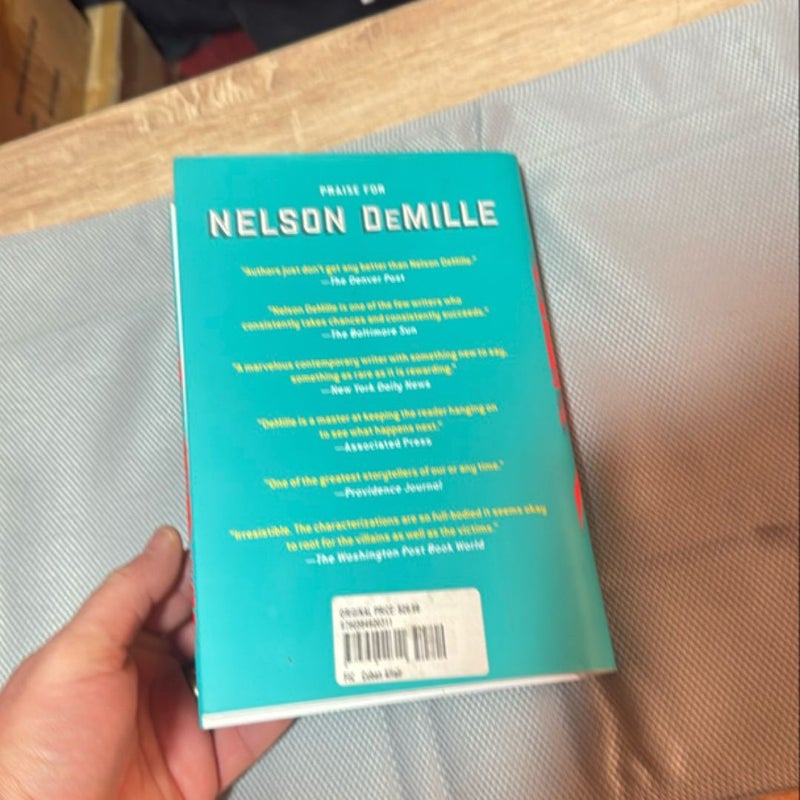 PRAISE FOR
NELSON DEMILLE
"Authors just don't get any better than Nelson DeMille."
—The Denver Post
"Nelson DeMille is one of the few writers who
consistently takes chances and consistently succeeds."
—The Baltimore Sun
"A marvelous contemporary writer with something new to say,
something as rare as it is rewarding."
—New York Daily News
"DeMille is a master at keeping the reader hanging on
to see what happens next."
—Associated Press
"One of the greatest storytellers of our or any time."
—Providence Journal
"Irresistible. The characterizations are so full-bodied it seems okay
to root for the villains as well as the victims."
—The Washington Post Book World
ORIGINAL PRICE:
FIC Cuban Affair